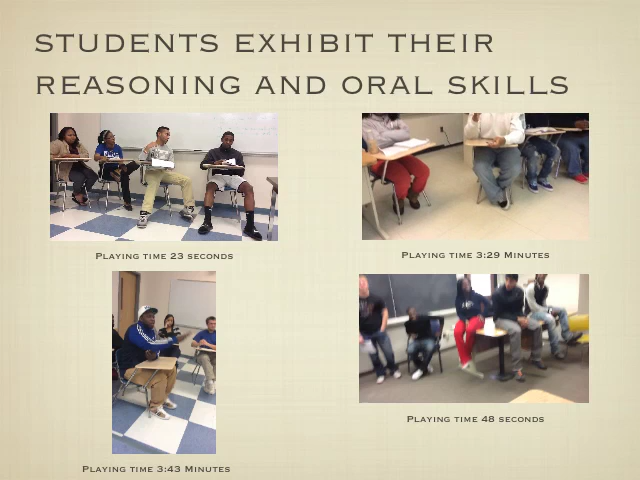 STUDENTS EXHIBIT THEIR
REASONING AND ORAL SKILLS
PLAYING TIME 23 SECONDS
PLAYING TIME 3:29 MINUTES
PLAYING TIME 3:43 MINUTES
PLAYING TIME 48 SECONDS